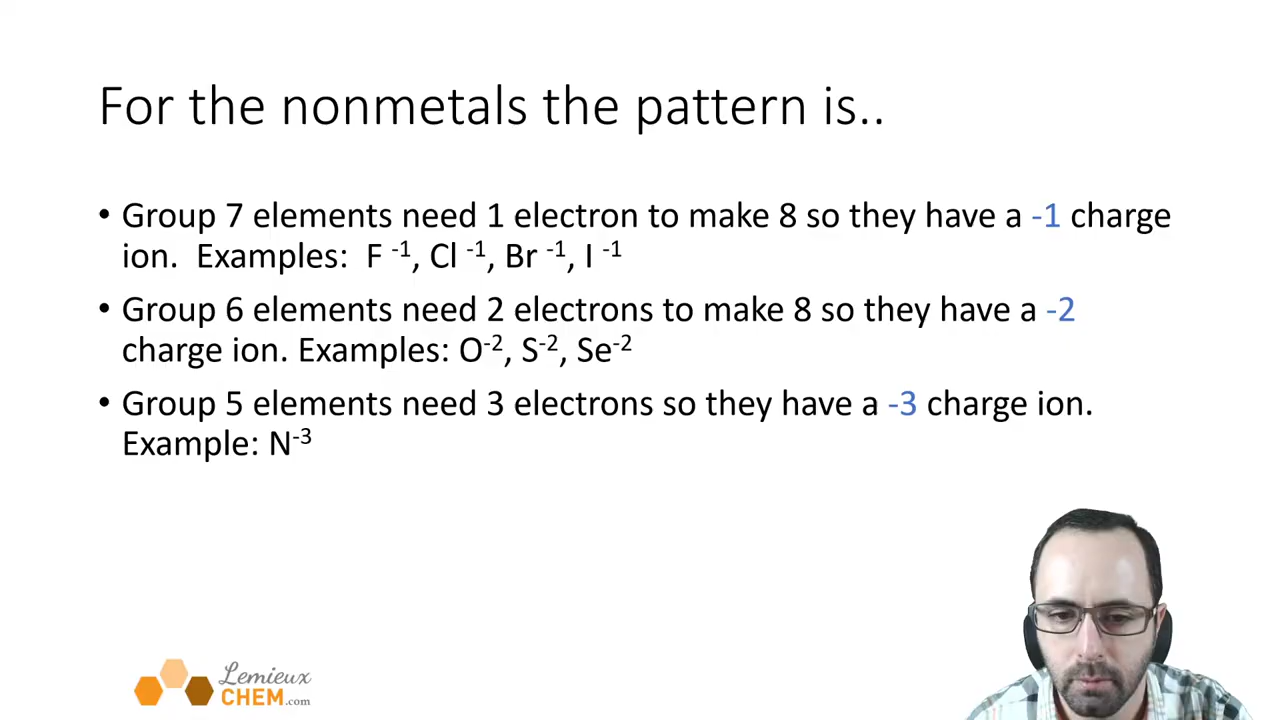 For the nonmetals the pattern is..
• Group 7 elements need 1 electron to make 8 so they have a -1 charge
ion.  Examples:  F ⁻¹, Cl ⁻¹, Br ⁻¹, I ⁻¹
• Group 6 elements need 2 electrons to make 8 so they have a -2
charge ion. Examples: O⁻², S⁻², Se⁻²
• Group 5 elements need 3 electrons so they have a -3 charge ion.
Example: N⁻³
Lemieux
CHEM.com